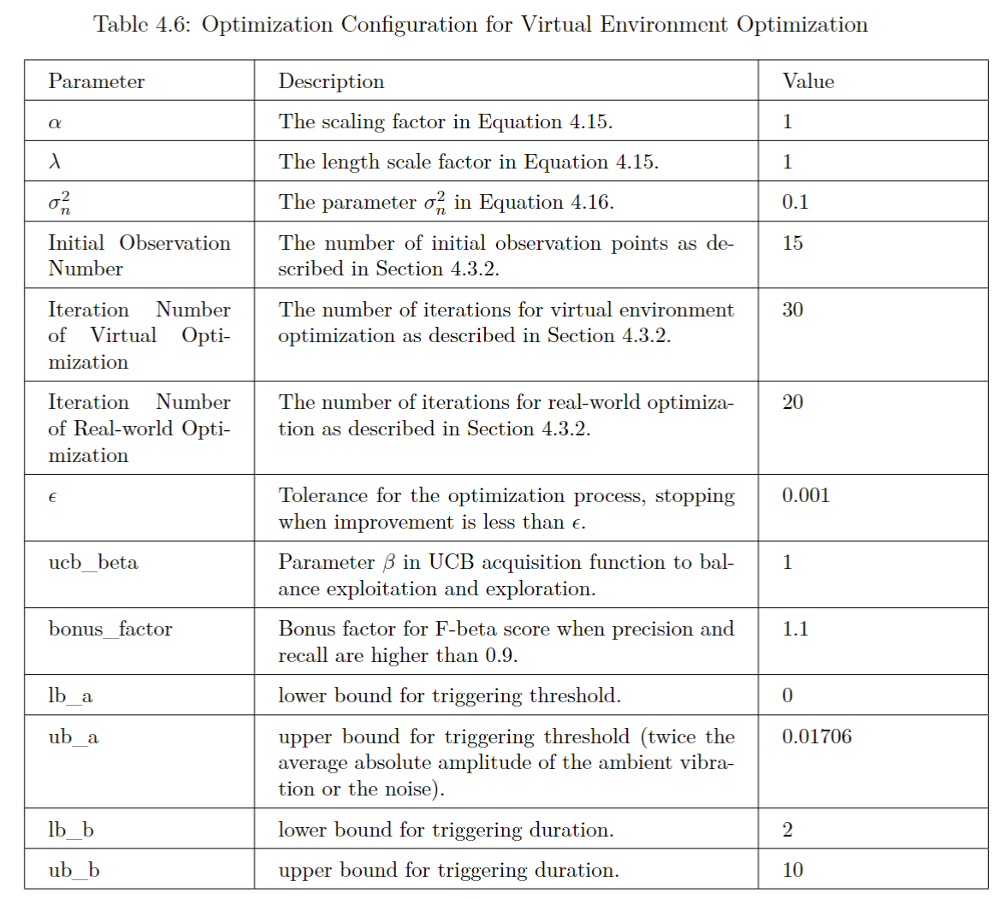 Table 4.6: Optimization Configuration for Virtual Environment Optimization
Parameter Description Value
α The scaling factor in Equation 4.15. 1
λ The length scale factor in Equation 4.15. 1
σ²ₙ The parameter σ²ₙ in Equation 4.16. 0.1
Initial Observation The number of initial observation points as de- 15
Number scribed in Section 4.3.2.
Iteration Number The number of iterations for virtual environment 30
of Virtual Opti- optimization as described in Section 4.3.2.
mization
Iteration Number The number of iterations for real-world optimiza- 20
of Real-world Opti- tion as described in Section 4.3.2.
mization
ϵ Tolerance for the optimization process, stopping 0.001
when improvement is less than ϵ.
ucb_beta Parameter β in UCB acquisition function to bal- 1
ance exploitation and exploration.
bonus_factor Bonus factor for F-beta score when precision and 1.1
recall are higher than 0.9.
lb_a lower bound for triggering threshold. 0
ub_a upper bound for triggering threshold (twice the 0.01706
average absolute amplitude of the ambient vibra-
tion or the noise).
lb_b lower bound for triggering duration. 2
ub_b upper bound for triggering duration. 10